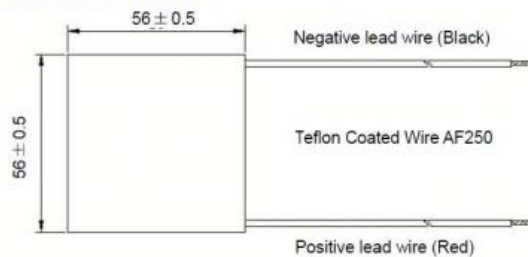 56 ± 0.5
Negative lead wire (Black)
56 ± 0.5
Teflon Coated Wire AF250
Positive lead wire (Red)